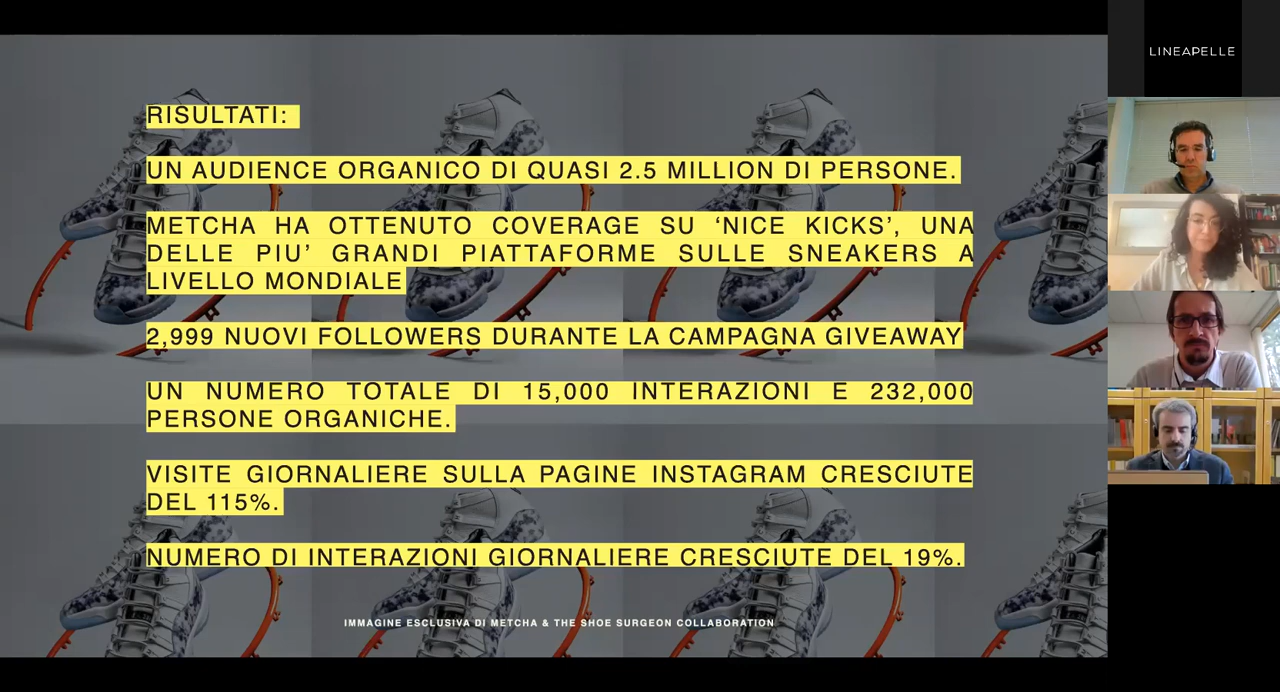 RISULTATI:
UN AUDIENCE ORGANICO DI QUASI 2.5 MILLION DI PERSONE.
METCHA HA OTTENUTO COVERAGE SU ‘NICE KICKS’, UNA
DELLE PIU’ GRANDI PIATTAFORME SULLE SNEAKERS A
LIVELLO MONDIALE
2,999 NUOVI FOLLOWERS DURANTE LA CAMPAGNA GIVEAWAY
UN NUMERO TOTALE DI 15,000 INTERAZIONI E 232,000
PERSONE ORGANICHE.
VISITE GIORNALIERE SULLA PAGINE INSTAGRAM CRESCIUTE
DEL 115%.
NUMERO DI INTERAZIONI GIORNALIERE CRESCIUTE DEL 19%.
IMMAGINE ESCLUSIVA DI METCHA & THE SHOE SURGEON COLLABORATION
LINEAPELLE